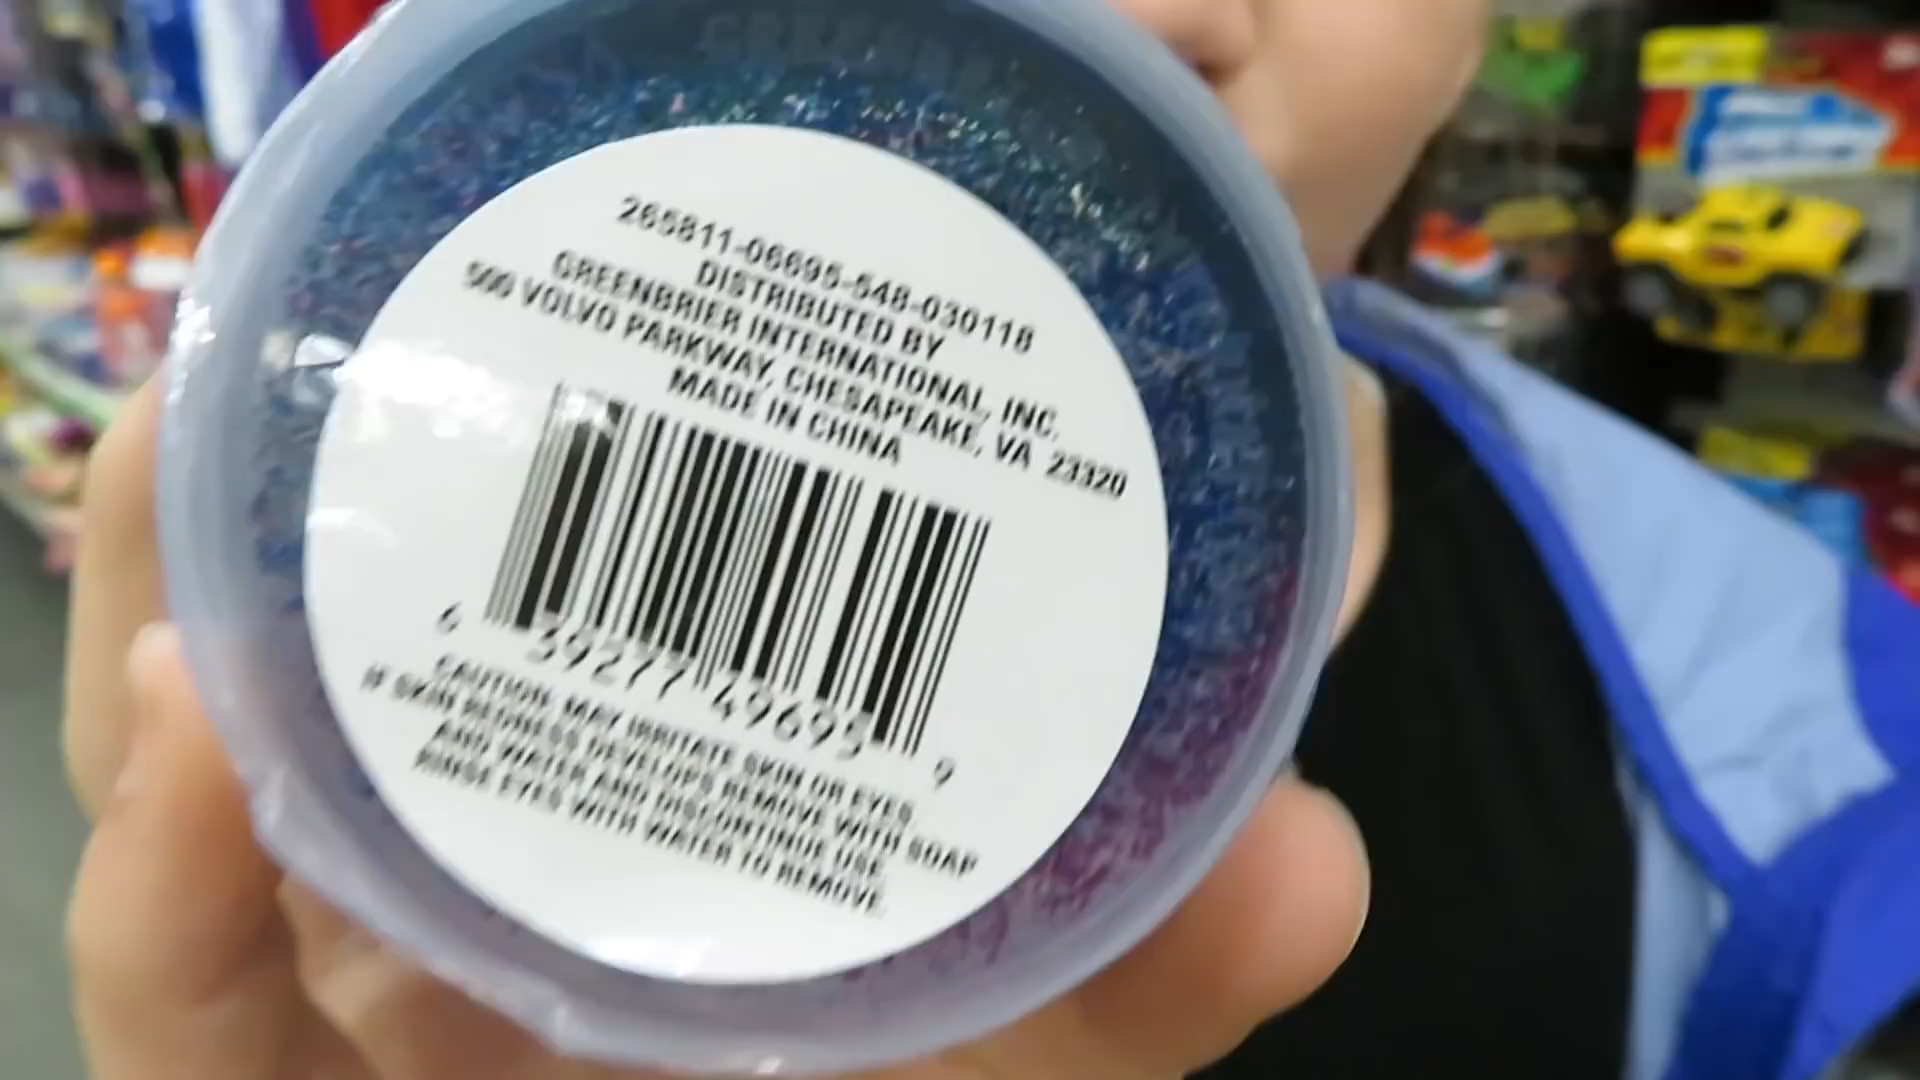 265811-06695-548-030118
DISTRIBUTED BY
GREENBRIER INTERNATIONAL, INC.
500 VOLVO PARKWAY, CHESAPEAKE, VA 23320
MADE IN CHINA
6 39277 49695 9
CAUTION: MAY IRRITATE SKIN OR EYES.
IF SKIN REDNESS DEVELOPS REMOVE WITH SOAP
AND WATER AND DISCONTINUE USE.
RINSE EYES WITH WATER TO REMOVE.